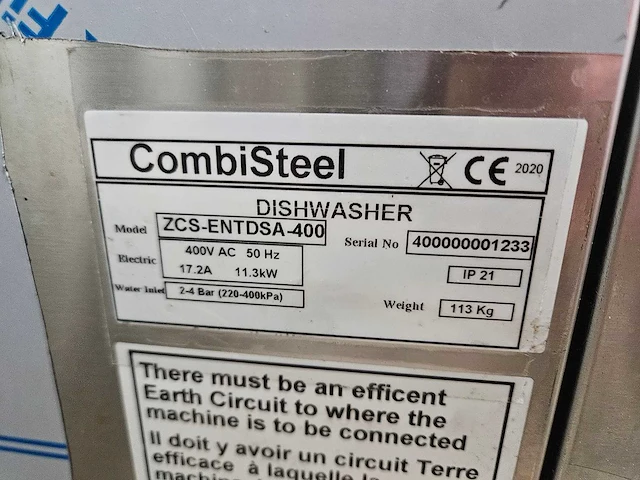 CombiSteel
CE 2020
DISHWASHER
Model ZCS-ENTDSA-400
Serial No 400000001233
Electric 400V AC 50 Hz
17.2A 11.3kW
IP 21
Water Inlet 2-4 Bar (220-400kPa)
Weight 113 Kg
There must be an efficent
Earth Circuit to where the
machine is to be connected
Il doit y avoir un circuit Terre
efficace à laquelle la